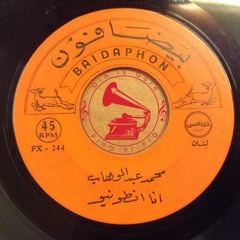 بيضافون
BAIDAPHON
45
RPM
FX - 244
لبنان
محمد عبد الوهاب
انا انطونيو